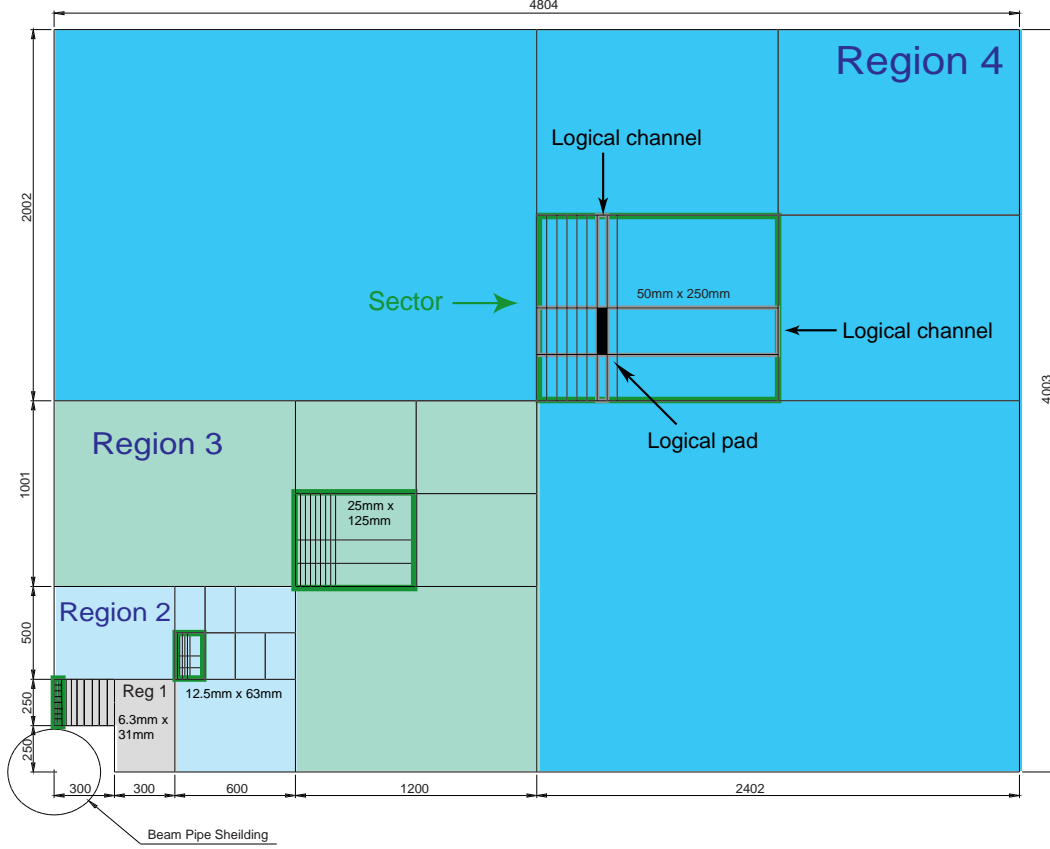 4804
Region 4
Logical channel
2002
50mm x 250mm
Sector
Logical channel
4003
Logical pad
Region 3
1001
25mm x
125mm
Region 2
500
Reg 1
12.5mm x 63mm
250
6.3mm x
31mm
250
300
300
600
1200
2402
Beam Pipe Sheilding